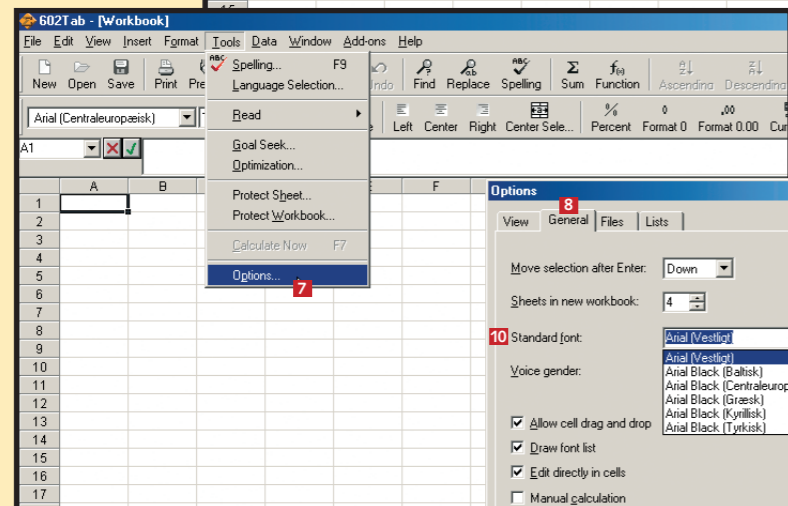 602Tab - [Workbook]
File Edit View Insert Format Tools Data Window Add-ons Help
New Open Save Print Find Replace Spelling Sum Function Ascending Descending
Arial (Centraleuropæisk) Left Center Right Center Sele... Percent Format 0 Format 0.00
A1
Spelling... F9
Language Selection...
Read
Goal Seek...
Optimization...
Protect Sheet...
Protect Workbook...
Calculate Now F7
Options...
7
A B F
1
2
3
4
5
6
7
8
9
10
11
12
13
14
15
16
17
Options
8
View General Files Lists
Move selection after Enter: Down
Sheets in new workbook: 4
10 Standard font: Arial (Vestligt)
Arial (Vestligt)
Arial Black (Baltisk)
Arial Black (Centraleurop
Arial Black (Græsk)
Arial Black (Kyrillisk)
Arial Black (Tyrkisk)
Voice gender:
Allow cell drag and drop
Draw font list
Edit directly in cells
Manual calculation